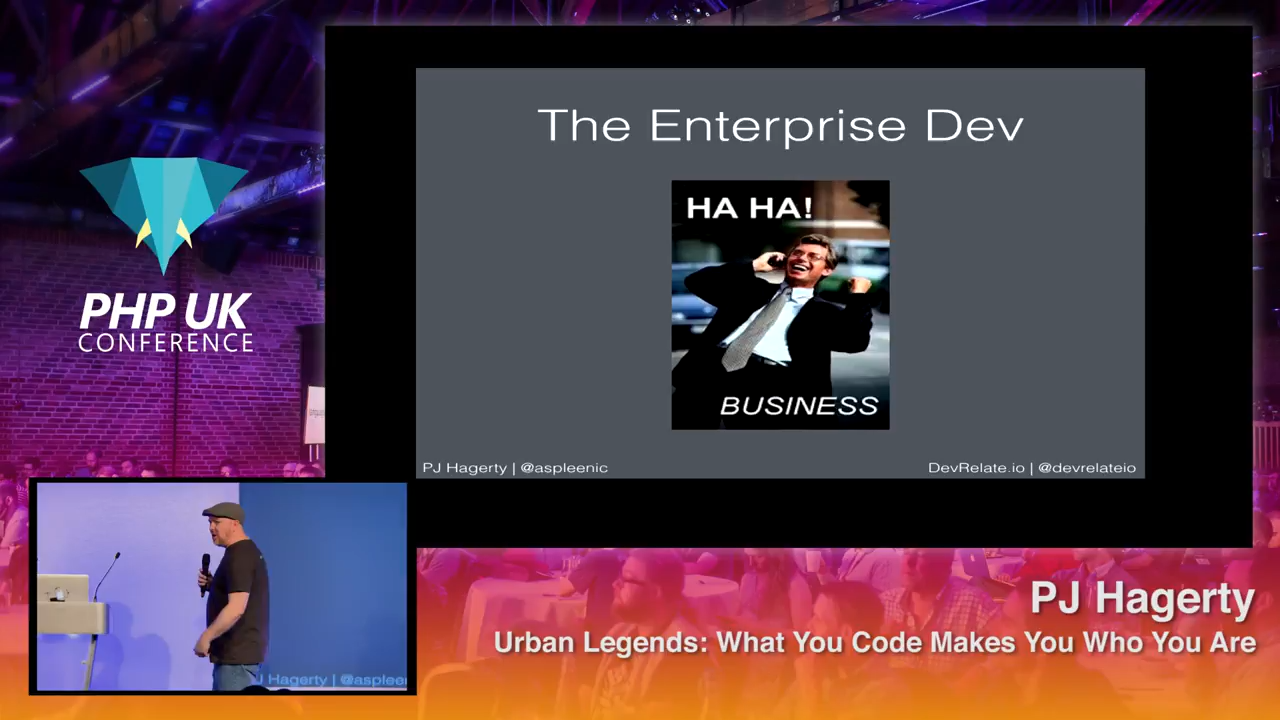 The Enterprise Dev
HA HA!
BUSINESS
PJ Hagerty | @aspleenic
DevRelate.io | @devrelateio
PHP UK
CONFERENCE
J Hagerty | @asplee
PJ Hagerty
Urban Legends: What You Code Makes You Who You Are